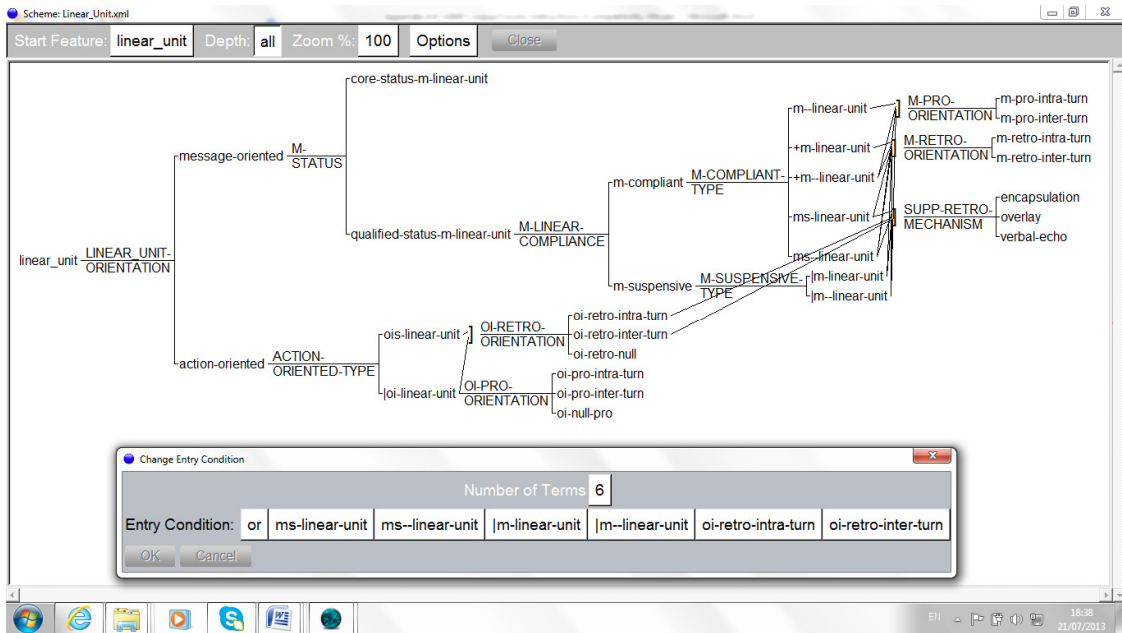 Scheme: Linear_Unit.xml
Start Feature: linear_unit Depth: all Zoom %: 100 Options Close
core-status-m-linear-unit
m--linear-unit
M-PRO-
ORIENTATION
m-pro-intra-turn
m-pro-inter-turn
message-oriented
M-
STATUS
+m-linear-unit
M-RETRO-
ORIENTATION
m-retro-intra-turn
m-retro-inter-turn
m-compliant
M-COMPLIANT-
TYPE
+m--linear-unit
encapsulation
ms-linear-unit
SUPP-RETRO-
MECHANISM
overlay
verbal-echo
qualified-status-m-linear-unit
M-LINEAR-
COMPLIANCE
ms--linear-unit
linear_unit
LINEAR_UNIT-
ORIENTATION
m-suspensive
M-SUSPENSIVE-
TYPE
|m-linear-unit
|m--linear-unit
oi-retro-intra-turn
ois-linear-unit
OI-RETRO-
ORIENTATION
oi-retro-inter-turn
oi-retro-null
action-oriented
ACTION-
ORIENTED-TYPE
oi-pro-intra-turn
|oi-linear-unit
OI-PRO-
ORIENTATION
oi-pro-inter-turn
oi-null-pro
Change Entry Condition
Number of Terms 6
Entry Condition: or ms-linear-unit ms--linear-unit |m-linear-unit |m--linear-unit oi-retro-intra-turn oi-retro-inter-turn
OK Cancel
EN 18:38
21/07/2013